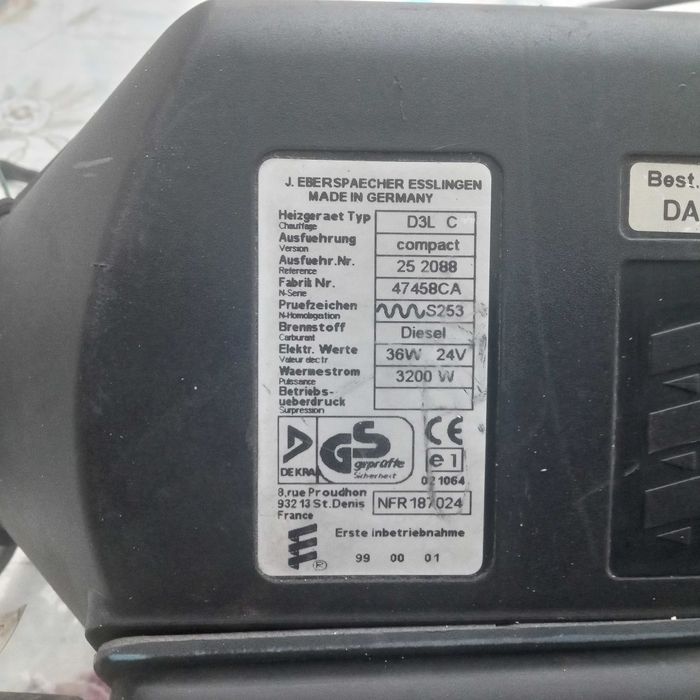 J. EBERSPAECHER ESSLINGEN
MADE IN GERMANY
Heizgeraet Typ D3L C
Chauffage
Ausfuehrung compact
Version
Ausfuehr.Nr. 25 2088
Reference
Fabrik Nr. 47458CA
N-Serie
Pruefzeichen S253
N-Homologation
Brennstoff Diesel
Carburant
Elektr. Werte 36W 24V
Valeur electr
Waermestrom 3200 W
Puissance
Betriebs-
ueberdruck
Surpression
DEKRA
GS
geprüfte
Sicherheit
CE
e1
021064
8,rue Proudhon
93213 St.Denis NFR187024
France
Erste inbetriebnahme
99 00 01
Best.
DA